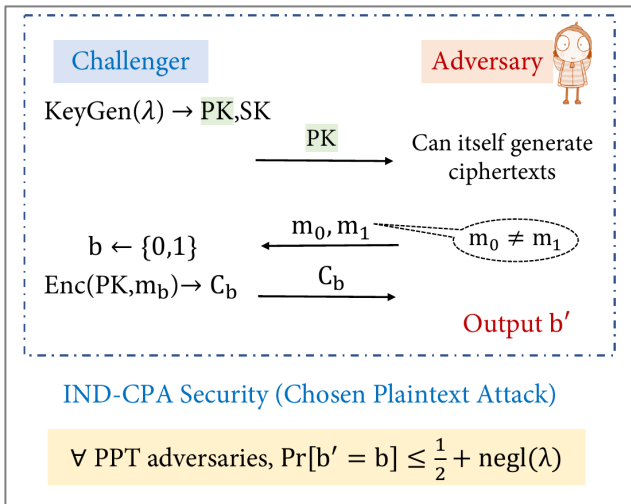 Challenger
Adversary
KeyGen(λ) → PK,SK
PK
Can itself generate
ciphertexts
m₀, m₁
m₀ ≠ m₁
b ← {0,1}
Enc(PK,m_b)→ C_b
C_b
Output b′
IND-CPA Security (Chosen Plaintext Attack)
∀ PPT adversaries, Pr[b′ = b] ≤ 1/2 + negl(λ)